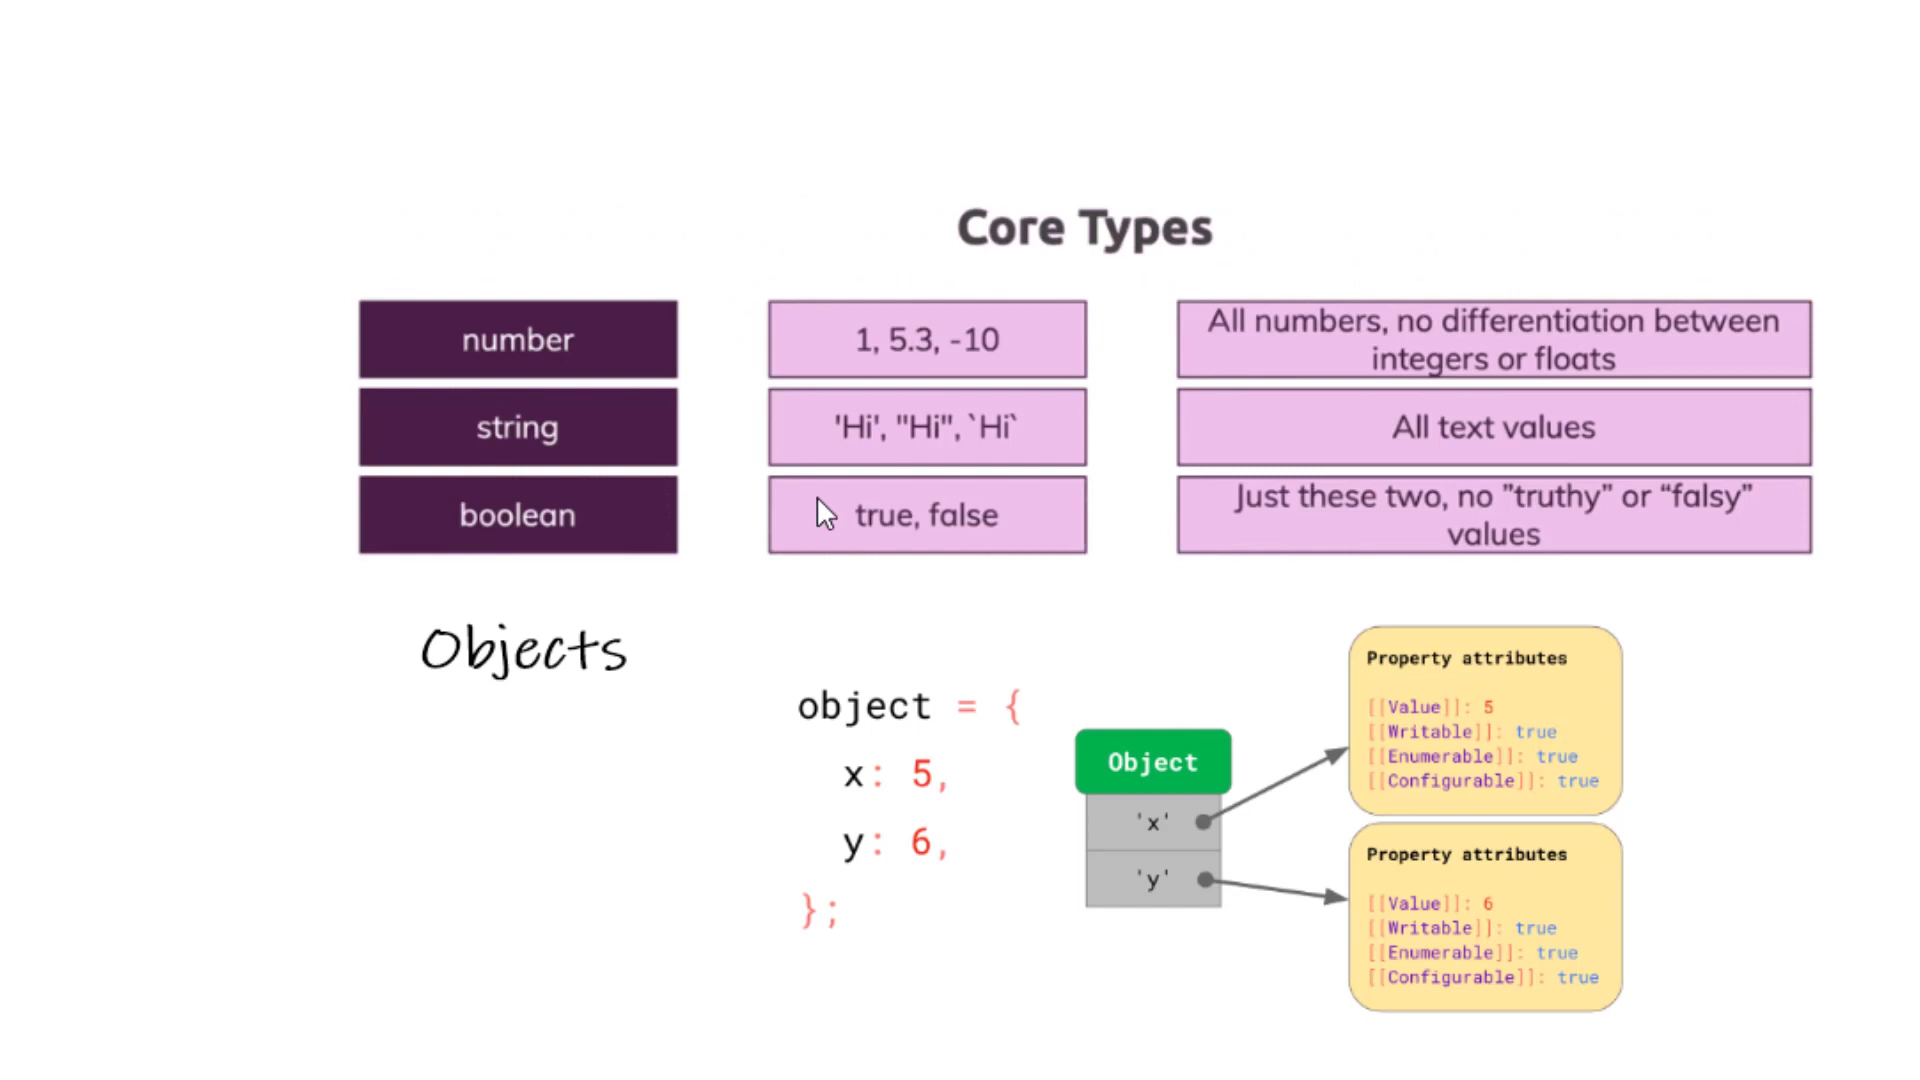 Core Types
number
1, 5.3, -10
All numbers, no differentiation between
integers or floats
string
'Hi', "Hi", `Hi`
All text values
boolean
true, false
Just these two, no ”truthy” or “falsy”
values
Objects
object = {
x: 5,
y: 6,
};
Object
'x'
'y'
Property attributes
[[Value]]: 5
[[Writable]]: true
[[Enumerable]]: true
[[Configurable]]: true
Property attributes
[[Value]]: 6
[[Writable]]: true
[[Enumerable]]: true
[[Configurable]]: true